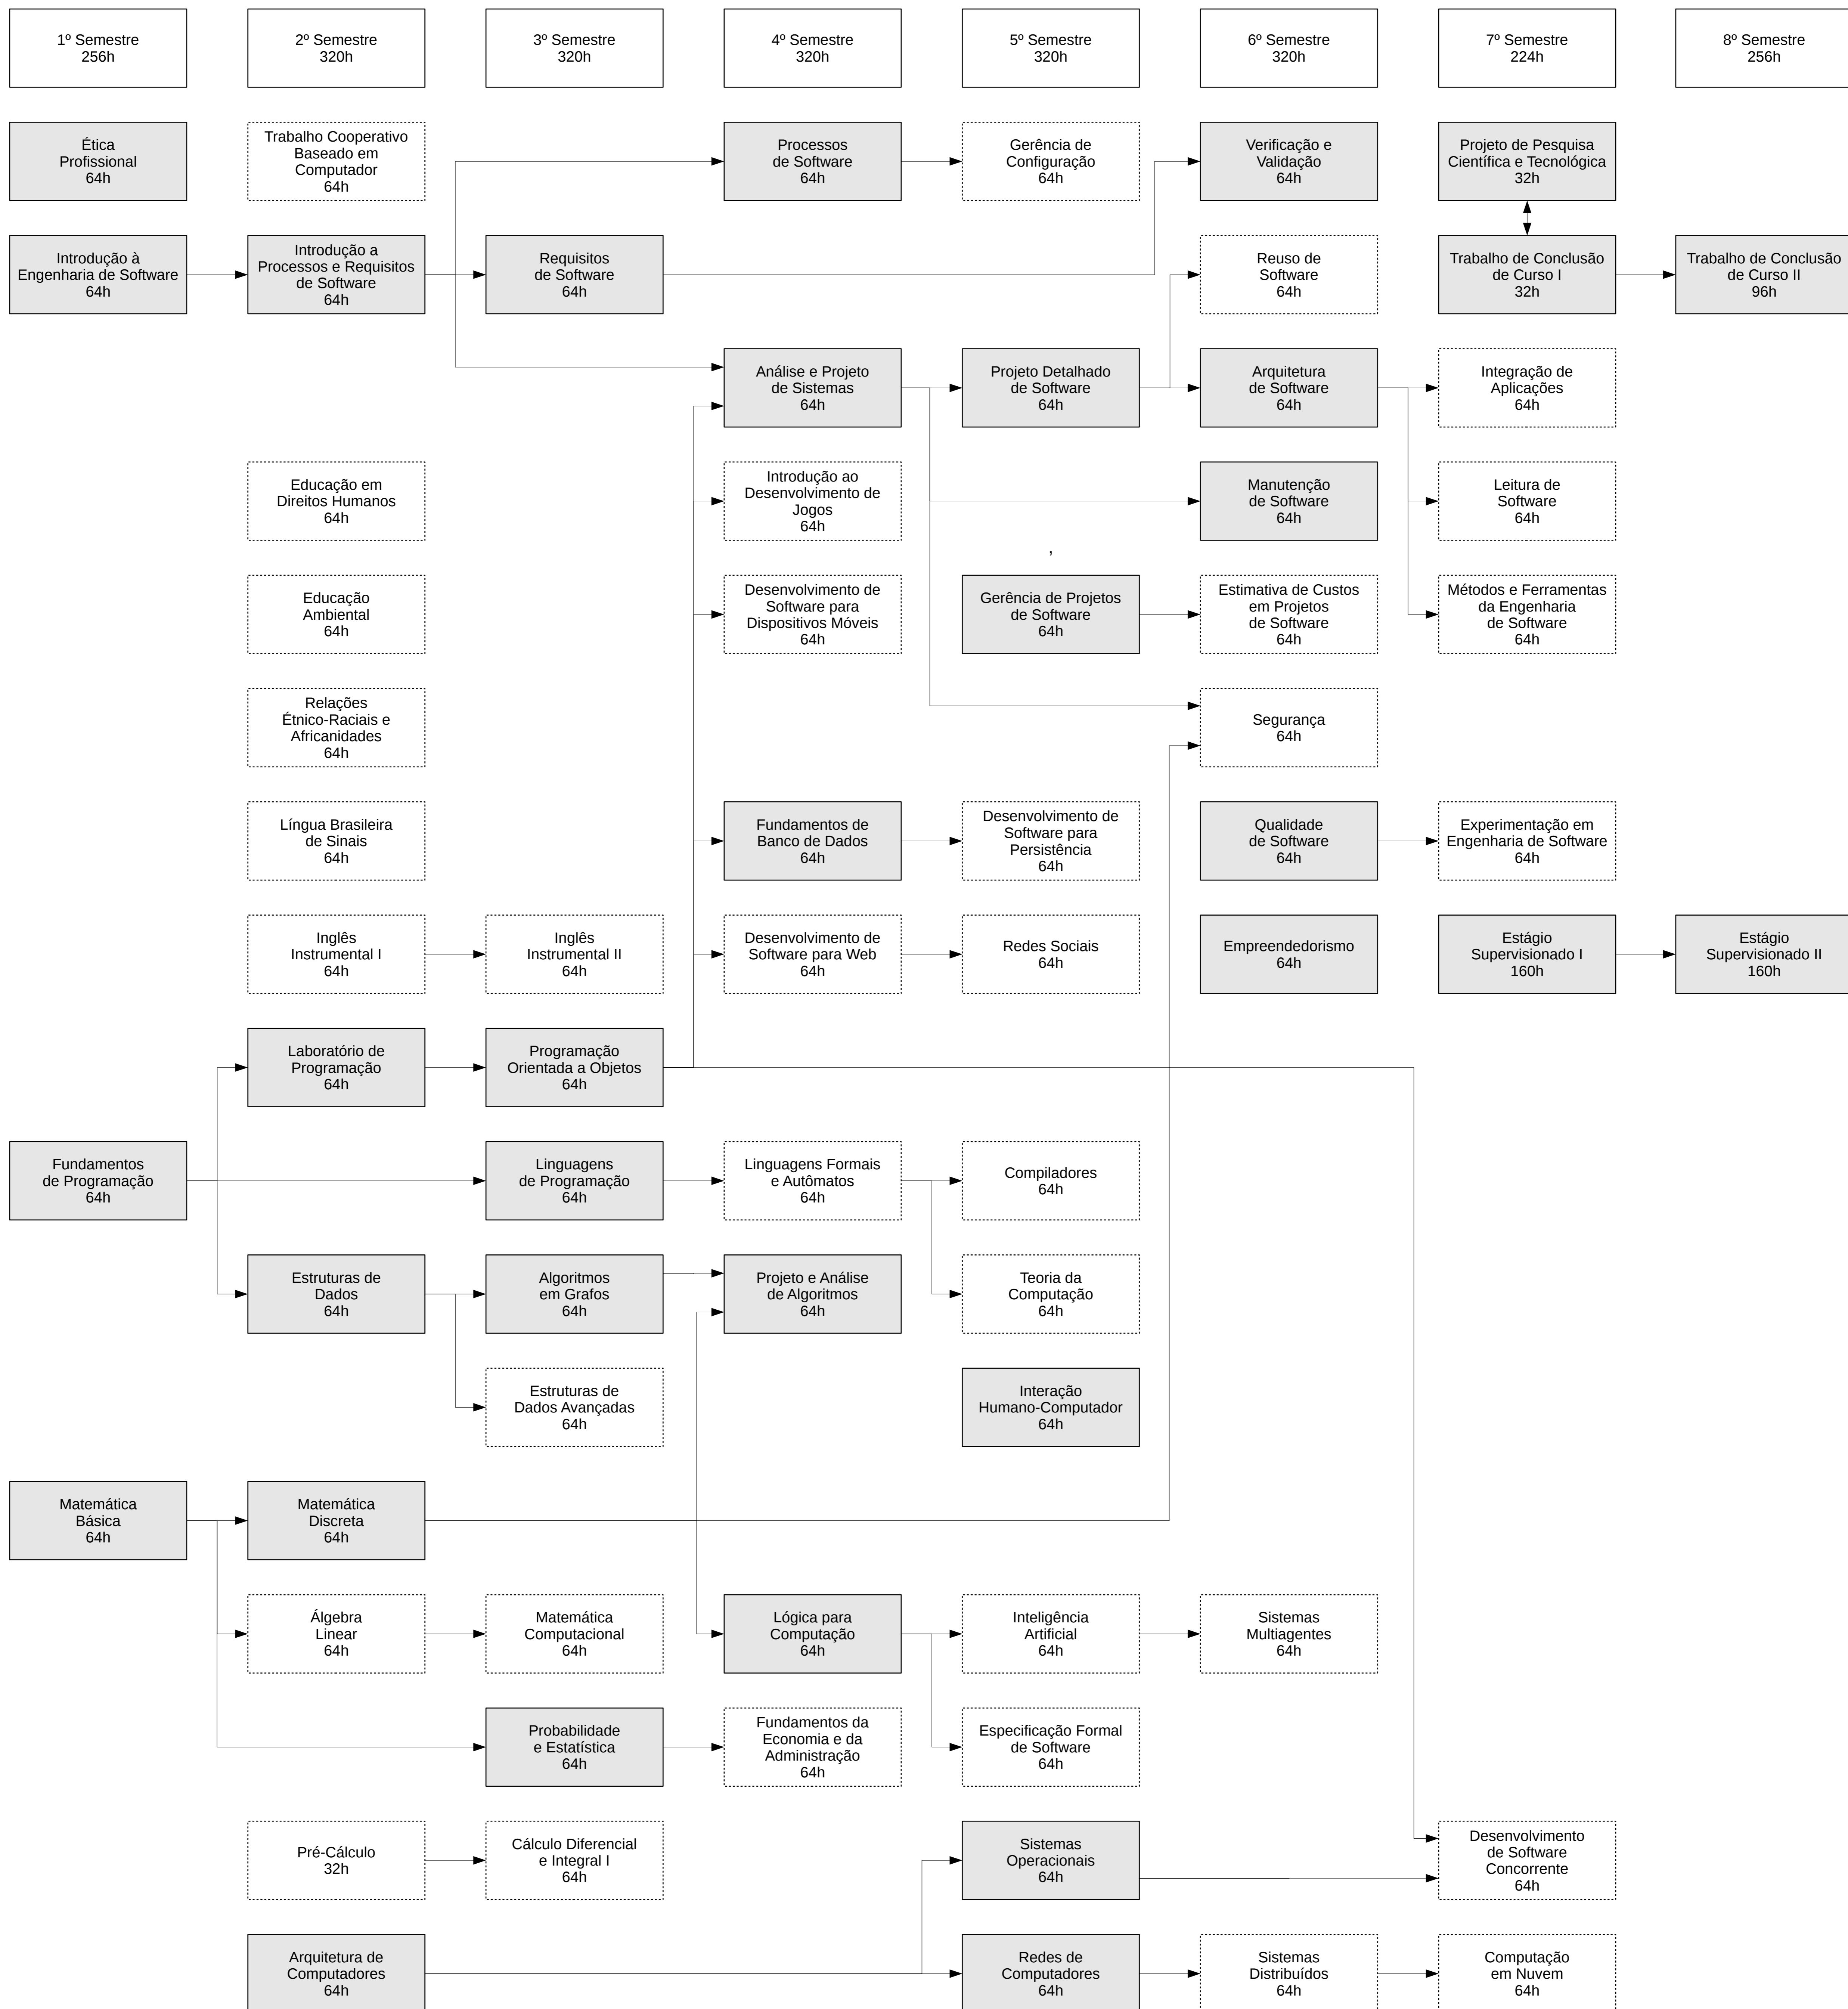 1º Semestre
256h
2º Semestre
320h
3º Semestre
320h
4º Semestre
320h
5º Semestre
320h
6º Semestre
320h
7º Semestre
224h
8º Semestre
256h
Ética
Profissional
64h
Trabalho Cooperativo
Baseado em
Computador
64h
Processos
de Software
64h
Gerência de
Configuração
64h
Verificação e
Validação
64h
Projeto de Pesquisa
Científica e Tecnológica
32h
Introdução à
Engenharia de Software
64h
Introdução a
Processos e Requisitos
de Software
64h
Requisitos
de Software
64h
Reuso de
Software
64h
Trabalho de Conclusão
de Curso I
32h
Trabalho de Conclusão
de Curso II
96h
Análise e Projeto
de Sistemas
64h
Projeto Detalhado
de Software
64h
Arquitetura
de Software
64h
Integração de
Aplicações
64h
Educação em
Direitos Humanos
64h
Introdução ao
Desenvolvimento de
Jogos
64h
Manutenção
de Software
64h
Leitura de
Software
64h
,
Educação
Ambiental
64h
Desenvolvimento de
Software para
Dispositivos Móveis
64h
Gerência de Projetos
de Software
64h
Estimativa de Custos
em Projetos
de Software
64h
Métodos e Ferramentas
da Engenharia
de Software
64h
Relações
Étnico-Raciais e
Africanidades
64h
Segurança
64h
Língua Brasileira
de Sinais
64h
Fundamentos de
Banco de Dados
64h
Desenvolvimento de
Software para
Persistência
64h
Qualidade
de Software
64h
Experimentação em
Engenharia de Software
64h
Inglês
Instrumental I
64h
Inglês
Instrumental II
64h
Desenvolvimento de
Software para Web
64h
Redes Sociais
64h
Empreendedorismo
64h
Estágio
Supervisionado I
160h
Estágio
Supervisionado II
160h
Laboratório de
Programação
64h
Programação
Orientada a Objetos
64h
Fundamentos
de Programação
64h
Linguagens
de Programação
64h
Linguagens Formais
e Autômatos
64h
Compiladores
64h
Estruturas de
Dados
64h
Algoritmos
em Grafos
64h
Projeto e Análise
de Algoritmos
64h
Teoria da
Computação
64h
Estruturas de
Dados Avançadas
64h
Interação
Humano-Computador
64h
Matemática
Básica
64h
Matemática
Discreta
64h
Álgebra
Linear
64h
Matemática
Computacional
64h
Lógica para
Computação
64h
Inteligência
Artificial
64h
Sistemas
Multiagentes
64h
Probabilidade
e Estatística
64h
Fundamentos da
Economia e da
Administração
64h
Especificação Formal
de Software
64h
Pré-Cálculo
32h
Cálculo Diferencial
e Integral I
64h
Sistemas
Operacionais
64h
Desenvolvimento
de Software
Concorrente
64h
Arquitetura de
Computadores
64h
Redes de
Computadores
64h
Sistemas
Distribuídos
64h
Computação
em Nuvem
64h